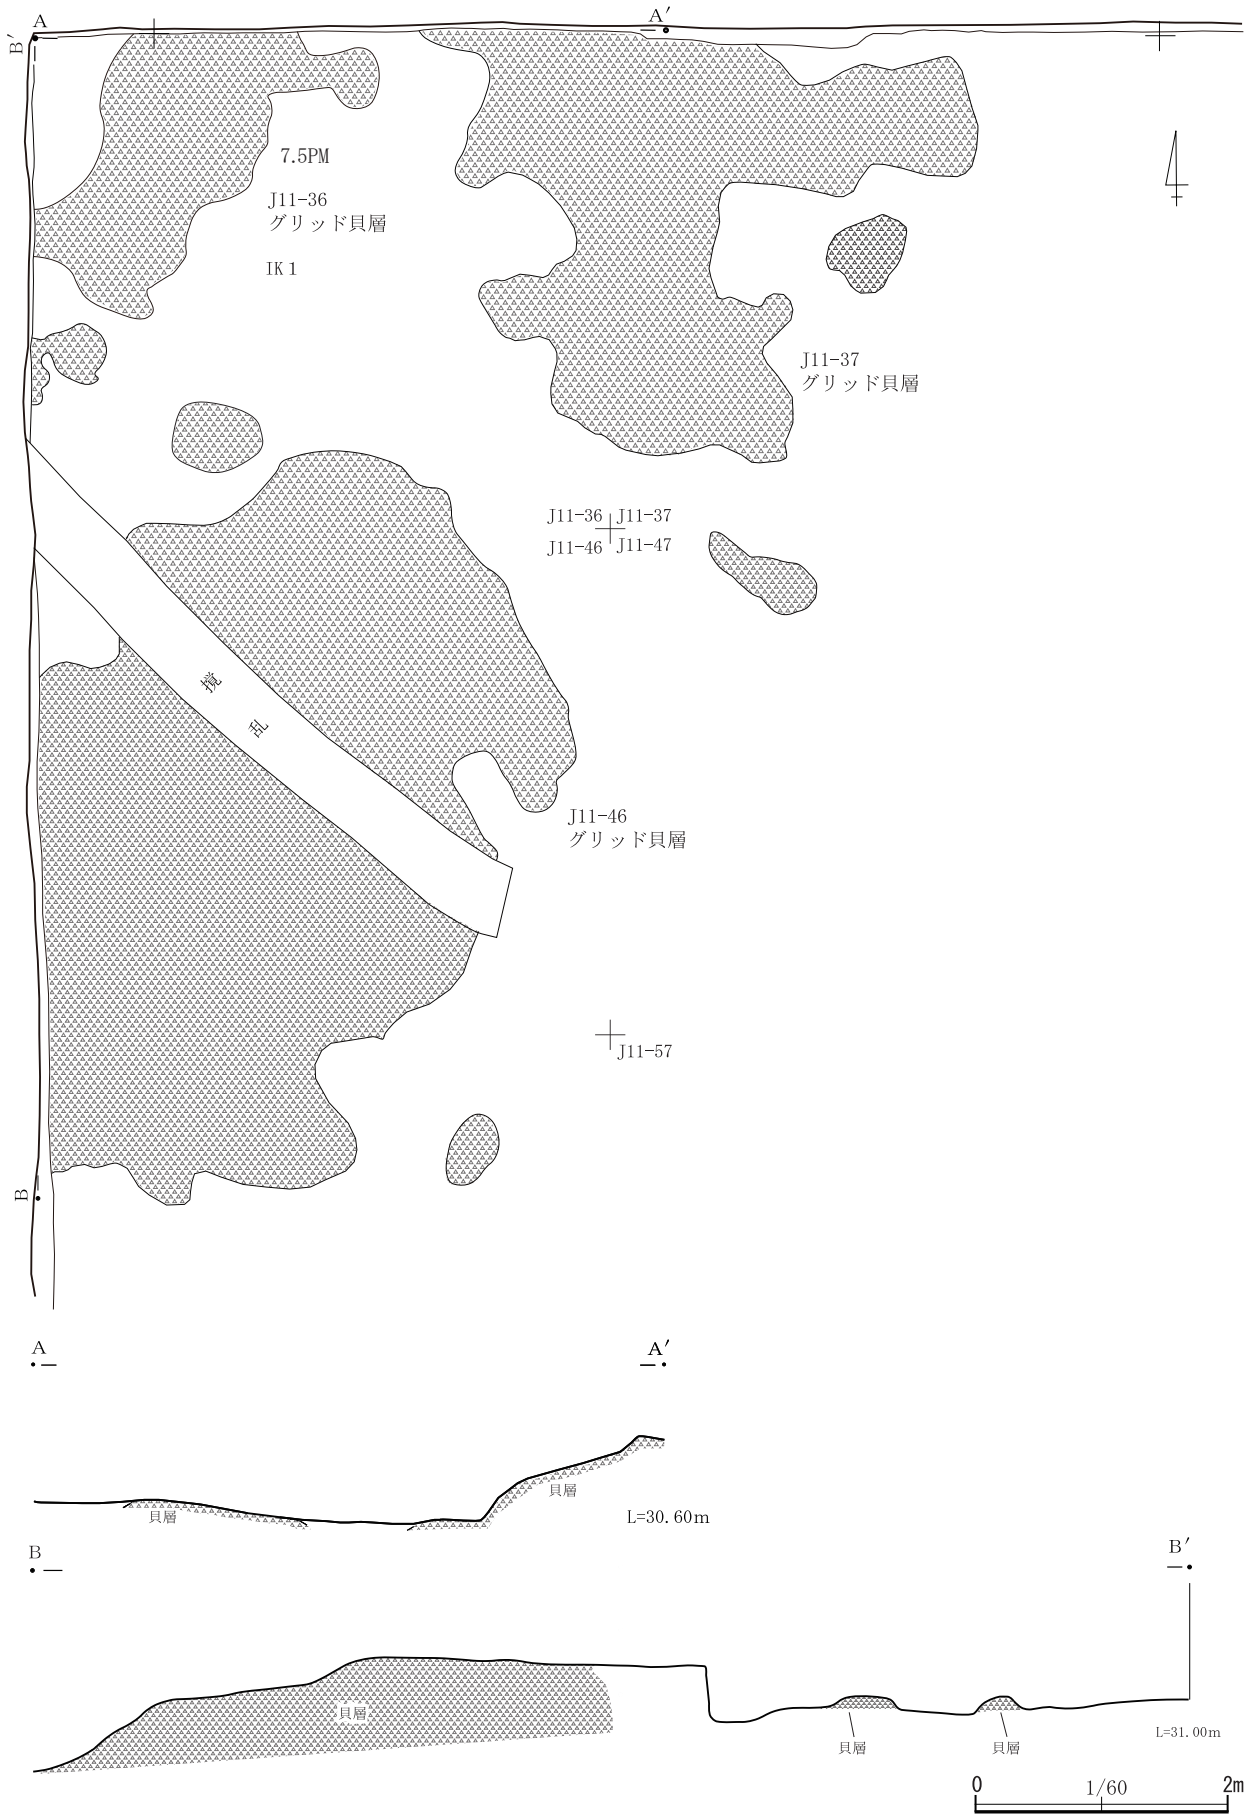 A
B′
A′
7.5PM
J11-36
グリッド貝層
IK 1
J11-37
グリッド貝層
J11-36 J11-37
J11-46 J11-47
撹
乱
J11-46
グリッド貝層
J11-57
B
A
A′
貝層
貝層
L=30.60m
B
B′
貝層
貝層
貝層
L=31.00m
0
1/60
2m